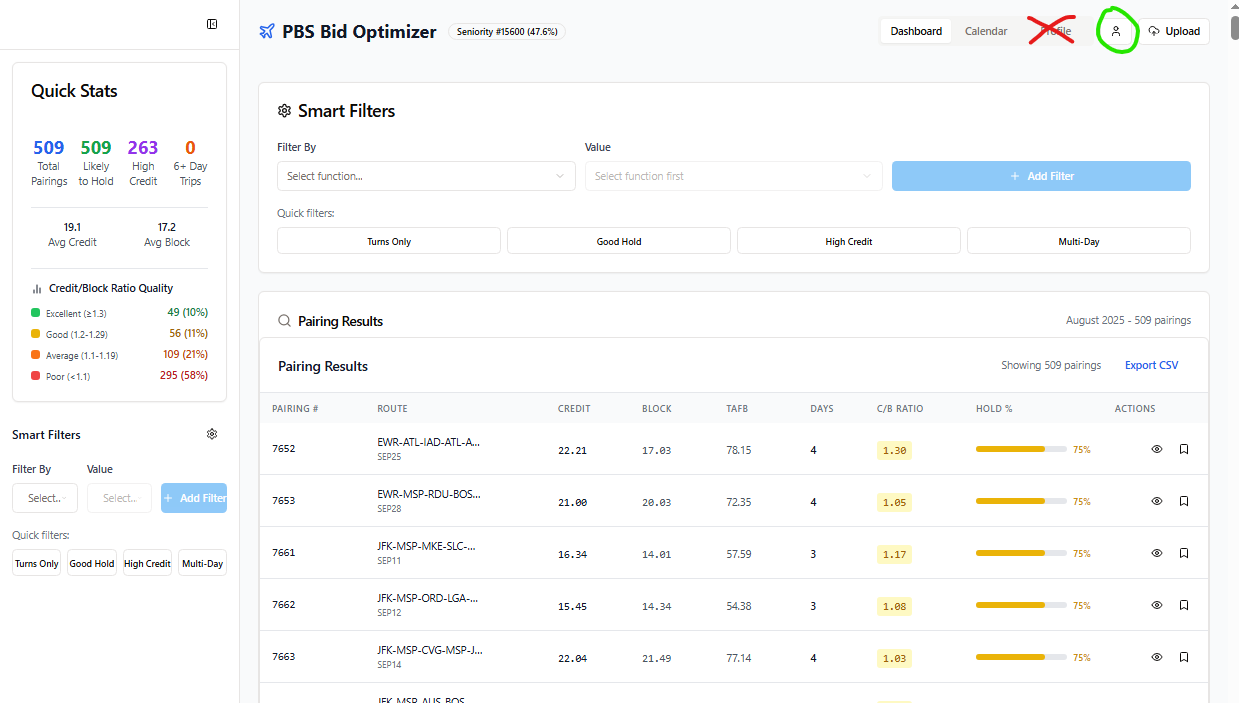 PBS Bid Optimizer
Seniority #15600 (47.6%)
Dashboard
Calendar
Profile
Upload
Quick Stats
509 509 263 0
Total Pairings
Likely to Hold
High Credit
6+ Day Trips
19.1 17.2
Avg Credit Avg Block
Credit/Block Ratio Quality
Excellent (≥1.3) 49 (10%)
Good (1.2-1.29) 56 (11%)
Average (1.1-1.19) 109 (21%)
Poor (<1.1) 295 (58%)
Smart Filters
Filter By Value
Select.. Select.. + Add Filter
Quick filters:
Turns Only Good Hold High Credit Multi-Day
Smart Filters
Filter By Value
Select function... Select function first + Add Filter
Quick filters:
Turns Only Good Hold High Credit Multi-Day
Pairing Results August 2025 - 509 pairings
Pairing Results Showing 509 pairings Export CSV
PAIRING # ROUTE CREDIT BLOCK TAFB DAYS C/B RATIO HOLD % ACTIONS
7652 EWR-ATL-IAD-ATL-A... 22.21 17.03 78.15 4 1.30 75%
SEP25
7653 EWR-MSP-RDU-BOS... 21.00 20.03 72.35 4 1.05 75%
SEP28
7661 JFK-MSP-MKE-SLC-... 16.34 14.01 57.59 3 1.17 75%
SEP11
7662 JFK-MSP-ORD-LGA-... 15.45 14.34 54.38 3 1.08 75%
SEP12
7663 JFK-MSP-CVG-MSP-J... 22.04 21.49 77.14 4 1.03 75%
SEP14
JFK-MSP-AUS-BOS...